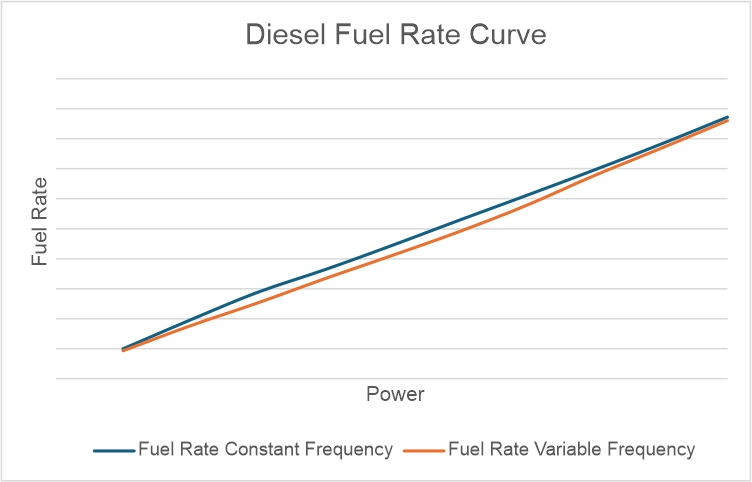 Diesel Fuel Rate Curve
Fuel Rate
Power
Fuel Rate Constant Frequency
Fuel Rate Variable Frequency